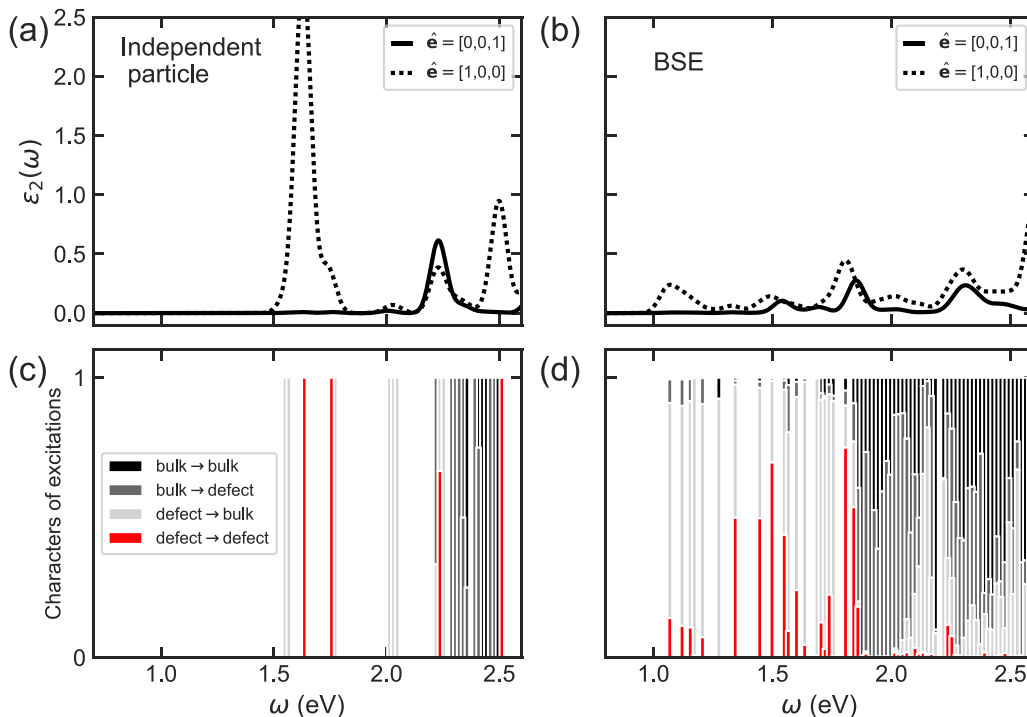 (a)
Independent
particle
ê = [0,0,1]
ê = [1,0,0]
2.5
2.0
1.5
1.0
0.5
0.0
ε₂(ω)
(b)
BSE
ê = [0,0,1]
ê = [1,0,0]
(c)
1
0
Characters of excitations
bulk → bulk
bulk → defect
defect → bulk
defect → defect
1.0 1.5 2.0 2.5
ω (eV)
(d)
1.0 1.5 2.0 2.5
ω (eV)